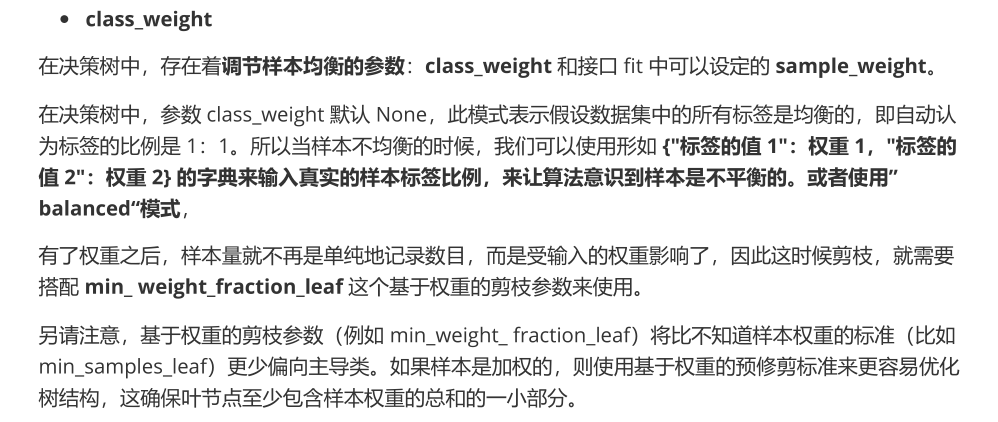 • class_weight
在决策树中，存在着调节样本均衡的参数：class_weight 和接口 fit 中可以设定的 sample_weight。
在决策树中，参数 class_weight 默认 None，此模式表示假设数据集中的所有标签是均衡的，即自动认
为标签的比例是 1：1。所以当样本不均衡的时候，我们可以使用形如 {"标签的值 1"：权重 1，"标签的
值 2"：权重 2} 的字典来输入真实的样本标签比例，来让算法意识到样本是不平衡的。或者使用”
balanced“模式，
有了权重之后，样本量就不再是单纯地记录数目，而是受输入的权重影响了，因此这时候剪枝，就需要
搭配 min_ weight_fraction_leaf 这个基于权重的剪枝参数来使用。
另请注意，基于权重的剪枝参数（例如 min_weight_ fraction_leaf）将比不知道样本权重的标准（比如
min_samples_leaf）更少偏向主导类。如果样本是加权的，则使用基于权重的预修剪标准来更容易优化
树结构，这确保叶节点至少包含样本权重的总和的一小部分。